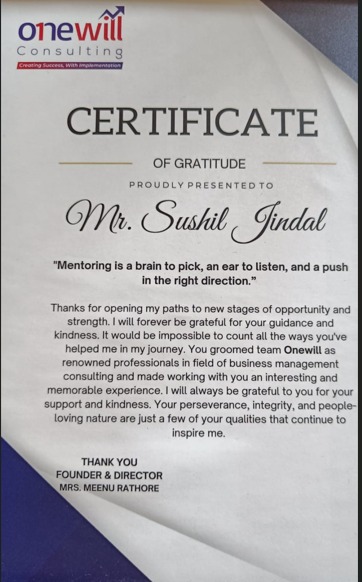 onewill
Consulting
Creating Success, With Implementation
CERTIFICATE
OF GRATITUDE
PROUDLY PRESENTED TO
Mr. Sushil Jindal
"Mentoring is a brain to pick, an ear to listen, and a push
in the right direction."
Thanks for opening my paths to new stages of opportunity and
strength. I will forever be grateful for your guidance and
kindness. It would be impossible to count all the ways you've
helped me in my journey. You groomed team Onewill as
renowned professionals in field of business management
consulting and made working with you an interesting and
memorable experience. I will always be grateful to you for your
support and kindness. Your perseverance, integrity, and people-
loving nature are just a few of your qualities that continue to
inspire me.
THANK YOU
FOUNDER & DIRECTOR
MRS. MEENU RATHORE